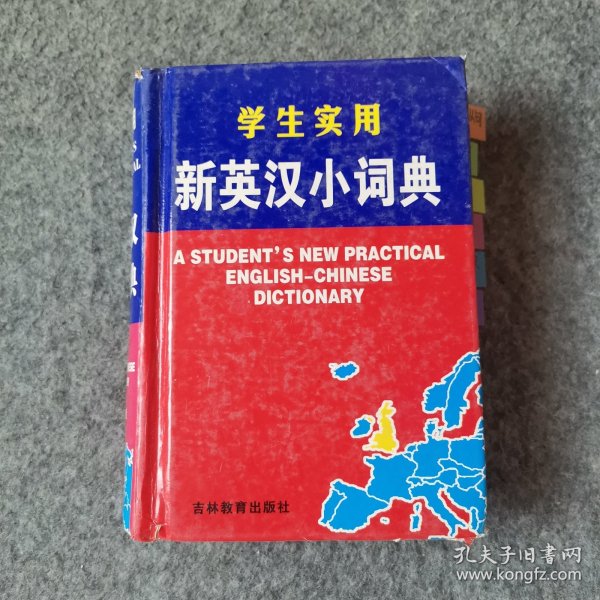 学生实用
新英汉小词典
A STUDENT'S NEW PRACTICAL
ENGLISH-CHINESE
DICTIONARY
吉林教育出版社
孔夫子旧书网
www.kongfz.com